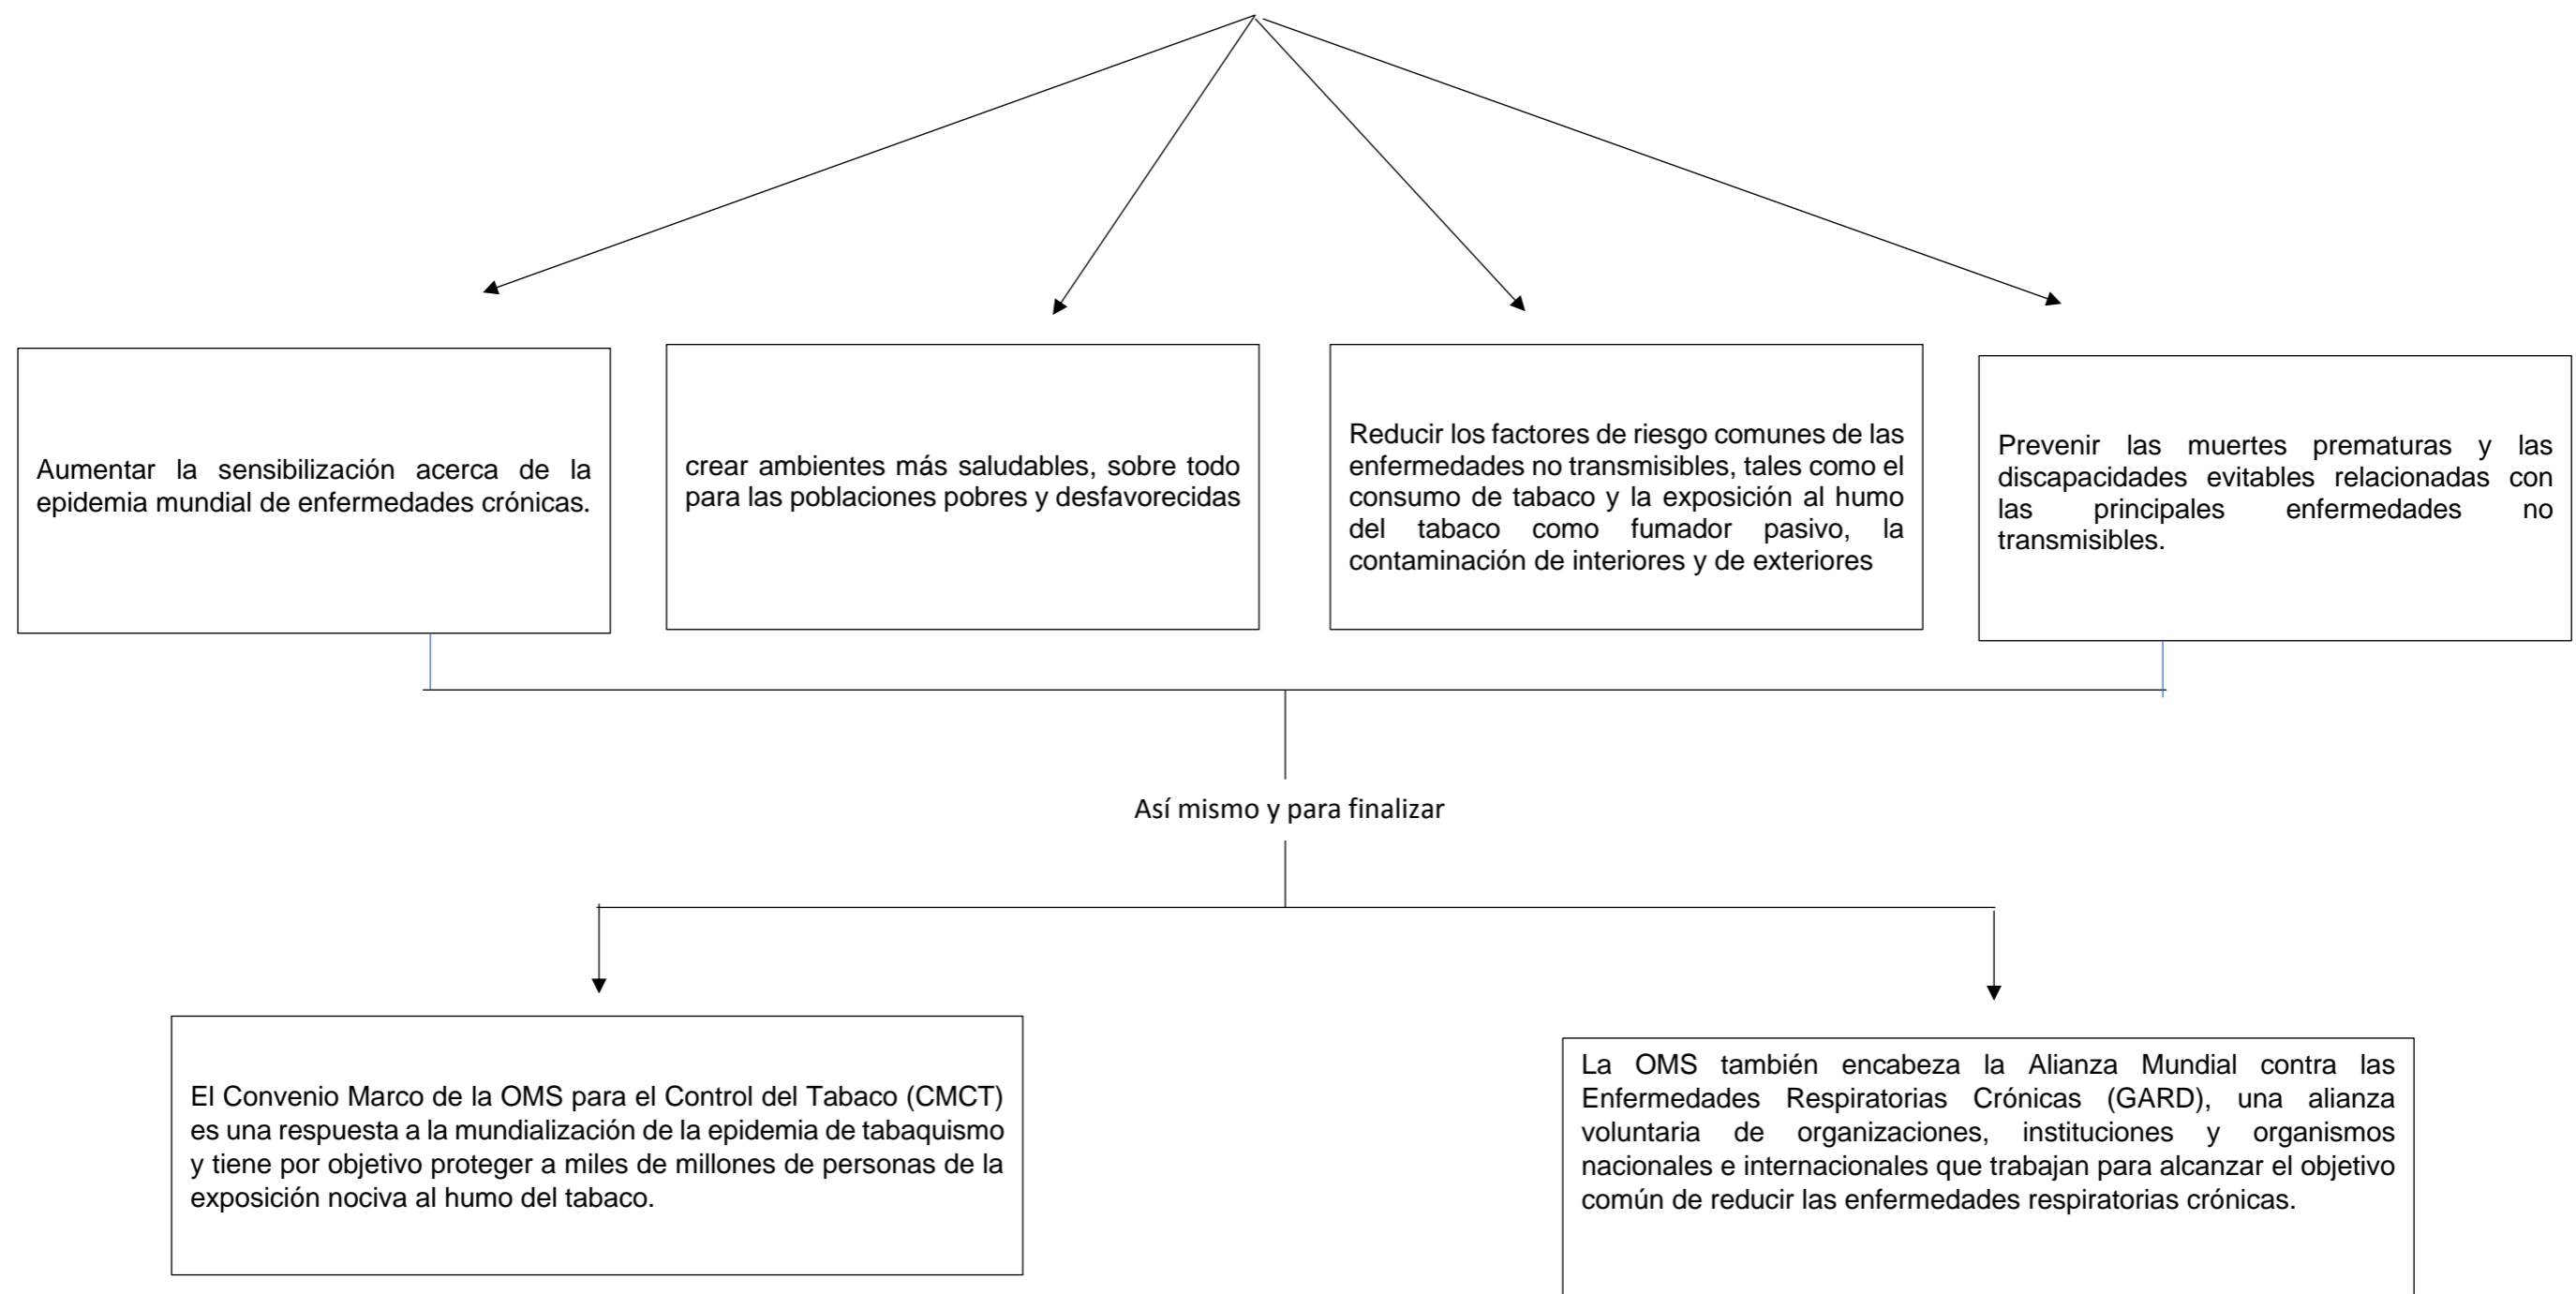 Aumentar la sensibilización acerca de la
epidemia mundial de enfermedades crónicas.
crear ambientes más saludables, sobre todo
para las poblaciones pobres y desfavorecidas
Reducir los factores de riesgo comunes de las
enfermedades no transmisibles, tales como el
consumo de tabaco y la exposición al humo
del tabaco como fumador pasivo, la
contaminación de interiores y de exteriores
Prevenir las muertes prematuras y las
discapacidades evitables relacionadas con
las principales enfermedades no
transmisibles.
Así mismo y para finalizar
El Convenio Marco de la OMS para el Control del Tabaco (CMCT)
es una respuesta a la mundialización de la epidemia de tabaquismo
y tiene por objetivo proteger a miles de millones de personas de la
exposición nociva al humo del tabaco.
La OMS también encabeza la Alianza Mundial contra las
Enfermedades Respiratorias Crónicas (GARD), una alianza
voluntaria de organizaciones, instituciones y organismos
nacionales e internacionales que trabajan para alcanzar el objetivo
común de reducir las enfermedades respiratorias crónicas.